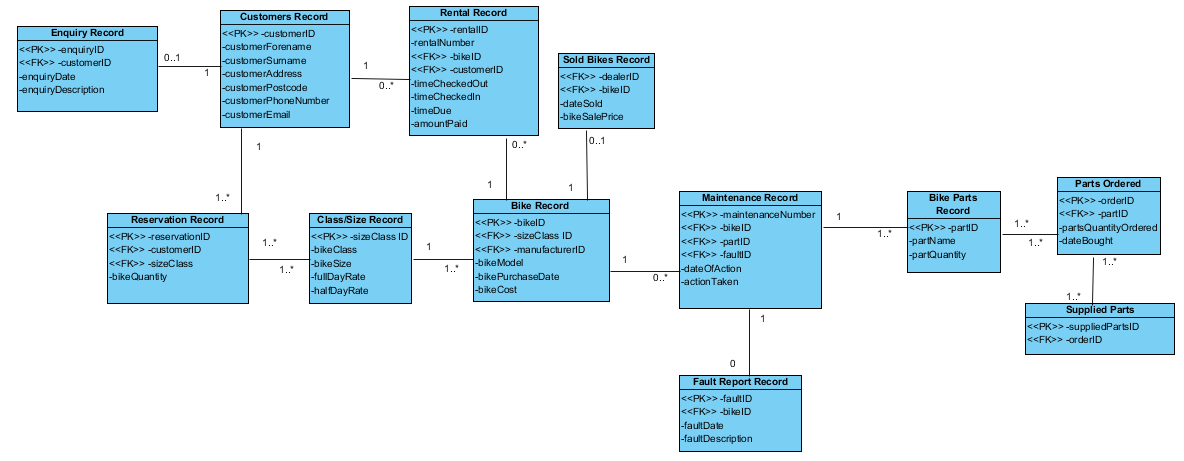 Enquiry Record
<<PK>> -enquiryID
<<FK>> -customerID
-enquiryDate
-enquiryDescription
0..1
1
Customers Record
<<PK>> -customerID
-customerForename
-customerSurname
-customerAddress
-customerPostcode
-customerPhoneNumber
-customerEmail
1
0..*
Rental Record
<<PK>> -rentalID
-rentalNumber
<<FK>> -bikeID
<<FK>> -customerID
-timeCheckedOut
-timeCheckedIn
-timeDue
-amountPaid
Sold Bikes Record
<<FK>> -dealerID
<<FK>> -bikeID
-dateSold
-bikeSalePrice
1
1..*
0..*
1
0..1
1
Reservation Record
<<PK>> -reservationID
<<FK>> -customerID
<<FK>> -sizeClass
-bikeQuantity
1..*
1..*
Class/Size Record
<<PK>> -sizeClass ID
-bikeClass
-bikeSize
-fullDayRate
-halfDayRate
1
1..*
Bike Record
<<PK>> -bikeID
<<FK>> -sizeClass ID
<<FK>> -manufacturerID
-bikeModel
-bikePurchaseDate
-bikeCost
1
0..*
Maintenance Record
<<PK>> -maintenanceNumber
<<FK>> -bikeID
<<FK>> -partID
<<FK>> -faultID
-dateOfAction
-actionTaken
1
1..*
Bike Parts
Record
<<PK>> -partID
-partName
-partQuantity
1..*
1..*
Parts Ordered
<<PK>> -orderID
<<FK>> -partID
-partsQuantityOrdered
-dateBought
1..*
1..*
Supplied Parts
<<PK>> -suppliedPartsID
<<FK>> -orderID
1
0
Fault Report Record
<<PK>> -faultID
<<FK>> -bikeID
-faultDate
-faultDescription